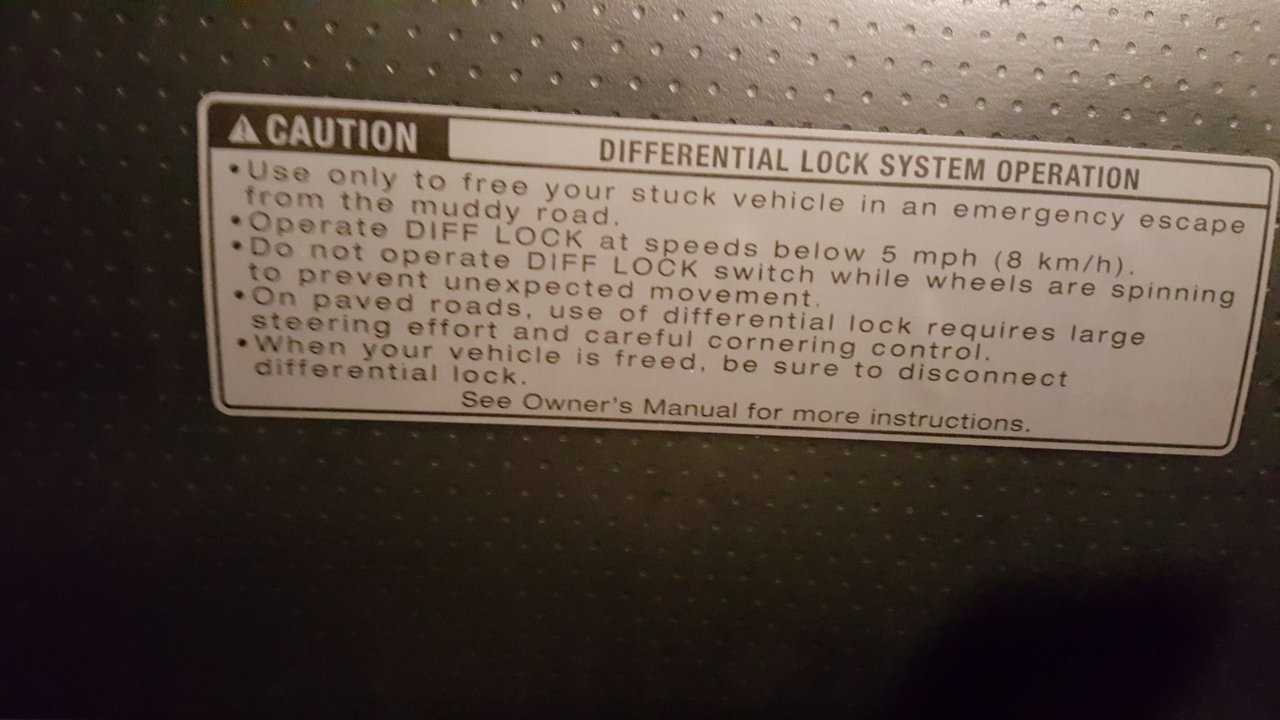 CAUTION DIFFERENTIAL LOCK SYSTEM OPERATION
•Use only to free your stuck vehicle in an emergency escape
from the muddy road.
•Operate DIFF LOCK at speeds below 5 mph (8 km/h).
•Do not operate DIFF LOCK switch while wheels are spinning
to prevent unexpected movement.
•On paved roads, use of differential lock requires large
steering effort and careful cornering control.
•When your vehicle is freed, be sure to disconnect
differential lock.
See Owner's Manual for more instructions.